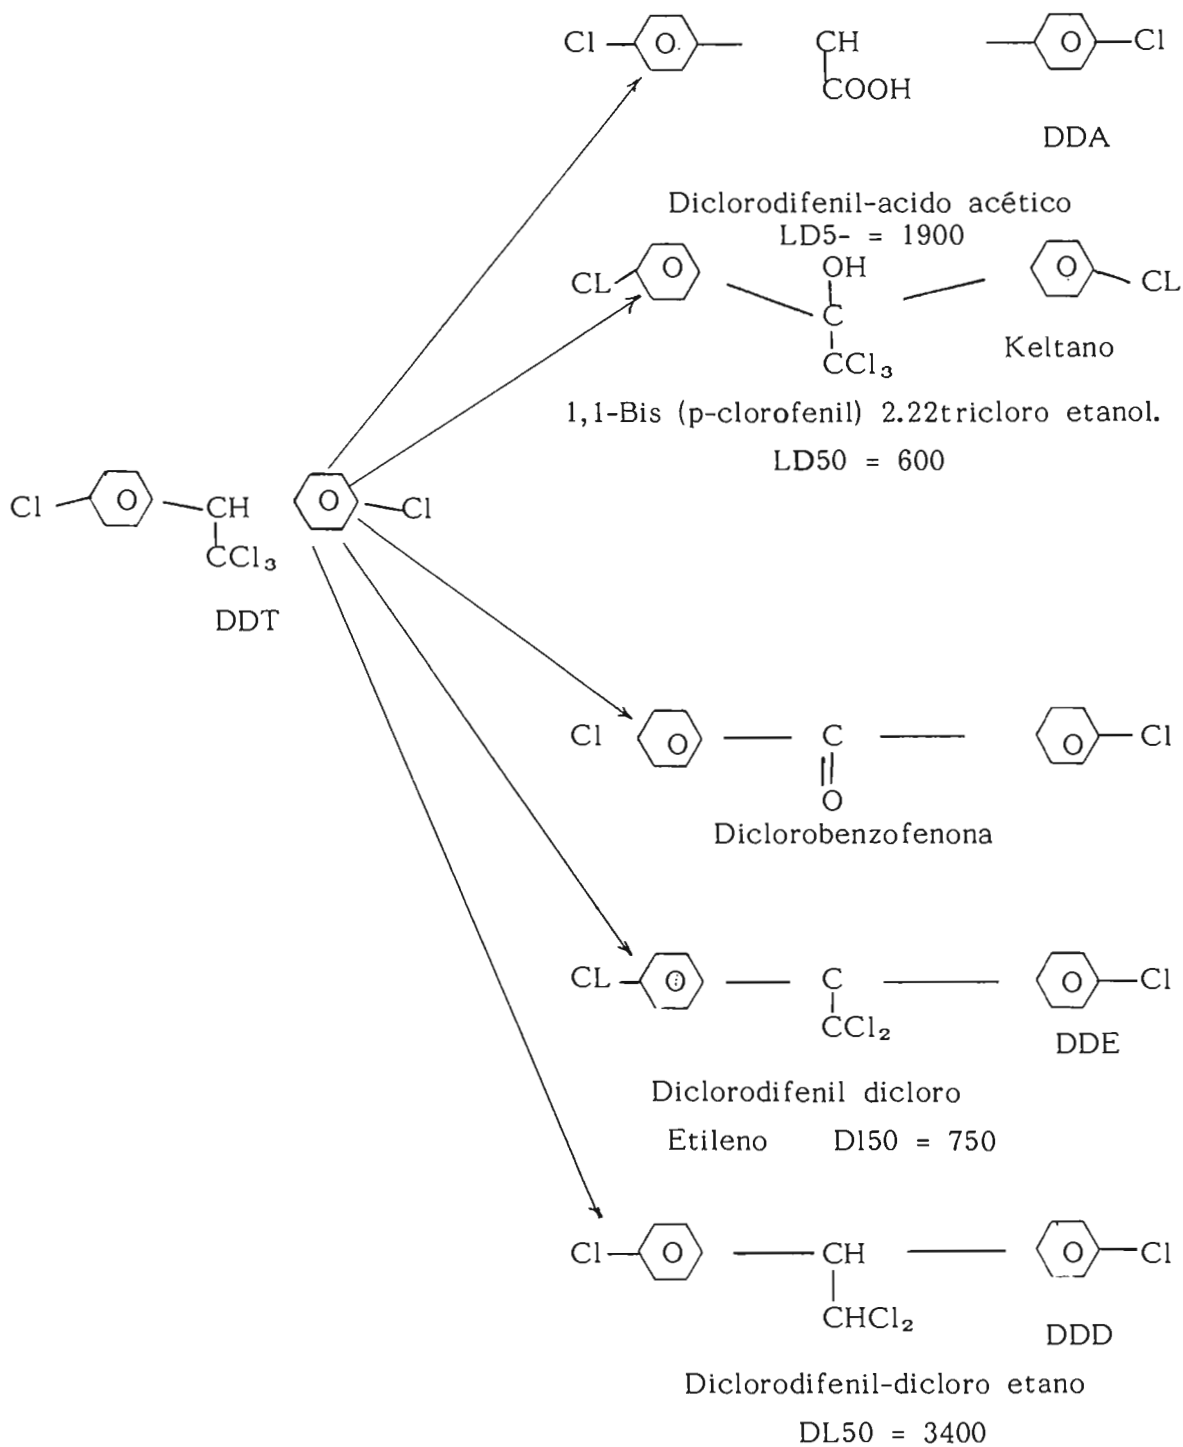 Cl O CH O Cl
COOH
DDA
Diclorodifenil-acido acético
LD5- = 1900
CL O OH O CL
C
CCl₃
Keltano
1,1-Bis (p-clorofenil) 2.22tricloro etanol.
LD50 = 600
Cl O CH O Cl
CCl₃
DDT
Cl O C O Cl
O
Diclorobenzofenona
CL O C O Cl
CCl₂
DDE
Diclorodifenil dicloro
Etileno Dl50 = 750
Cl O CH O Cl
CHCl₂
DDD
Diclorodifenil-dicloro etano
DL50 = 3400